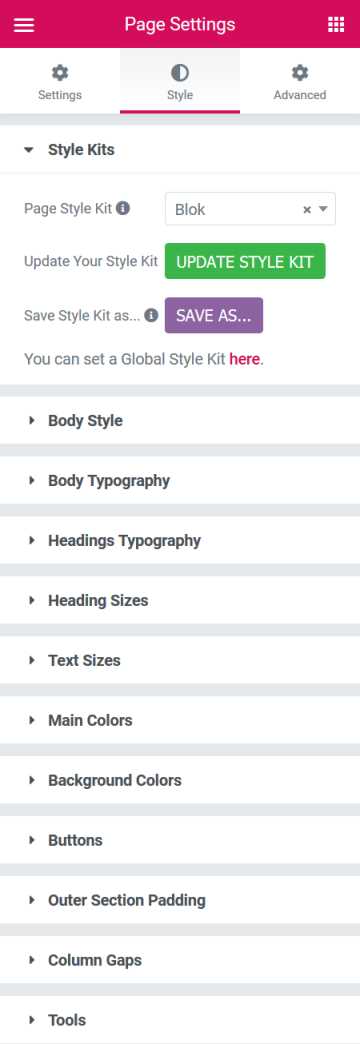 Page Settings
Settings Style Advanced
Style Kits
Page Style Kit Blok
Update Your Style Kit UPDATE STYLE KIT
Save Style Kit as... SAVE AS...
You can set a Global Style Kit here.
Body Style
Body Typography
Headings Typography
Heading Sizes
Text Sizes
Main Colors
Background Colors
Buttons
Outer Section Padding
Column Gaps
Tools